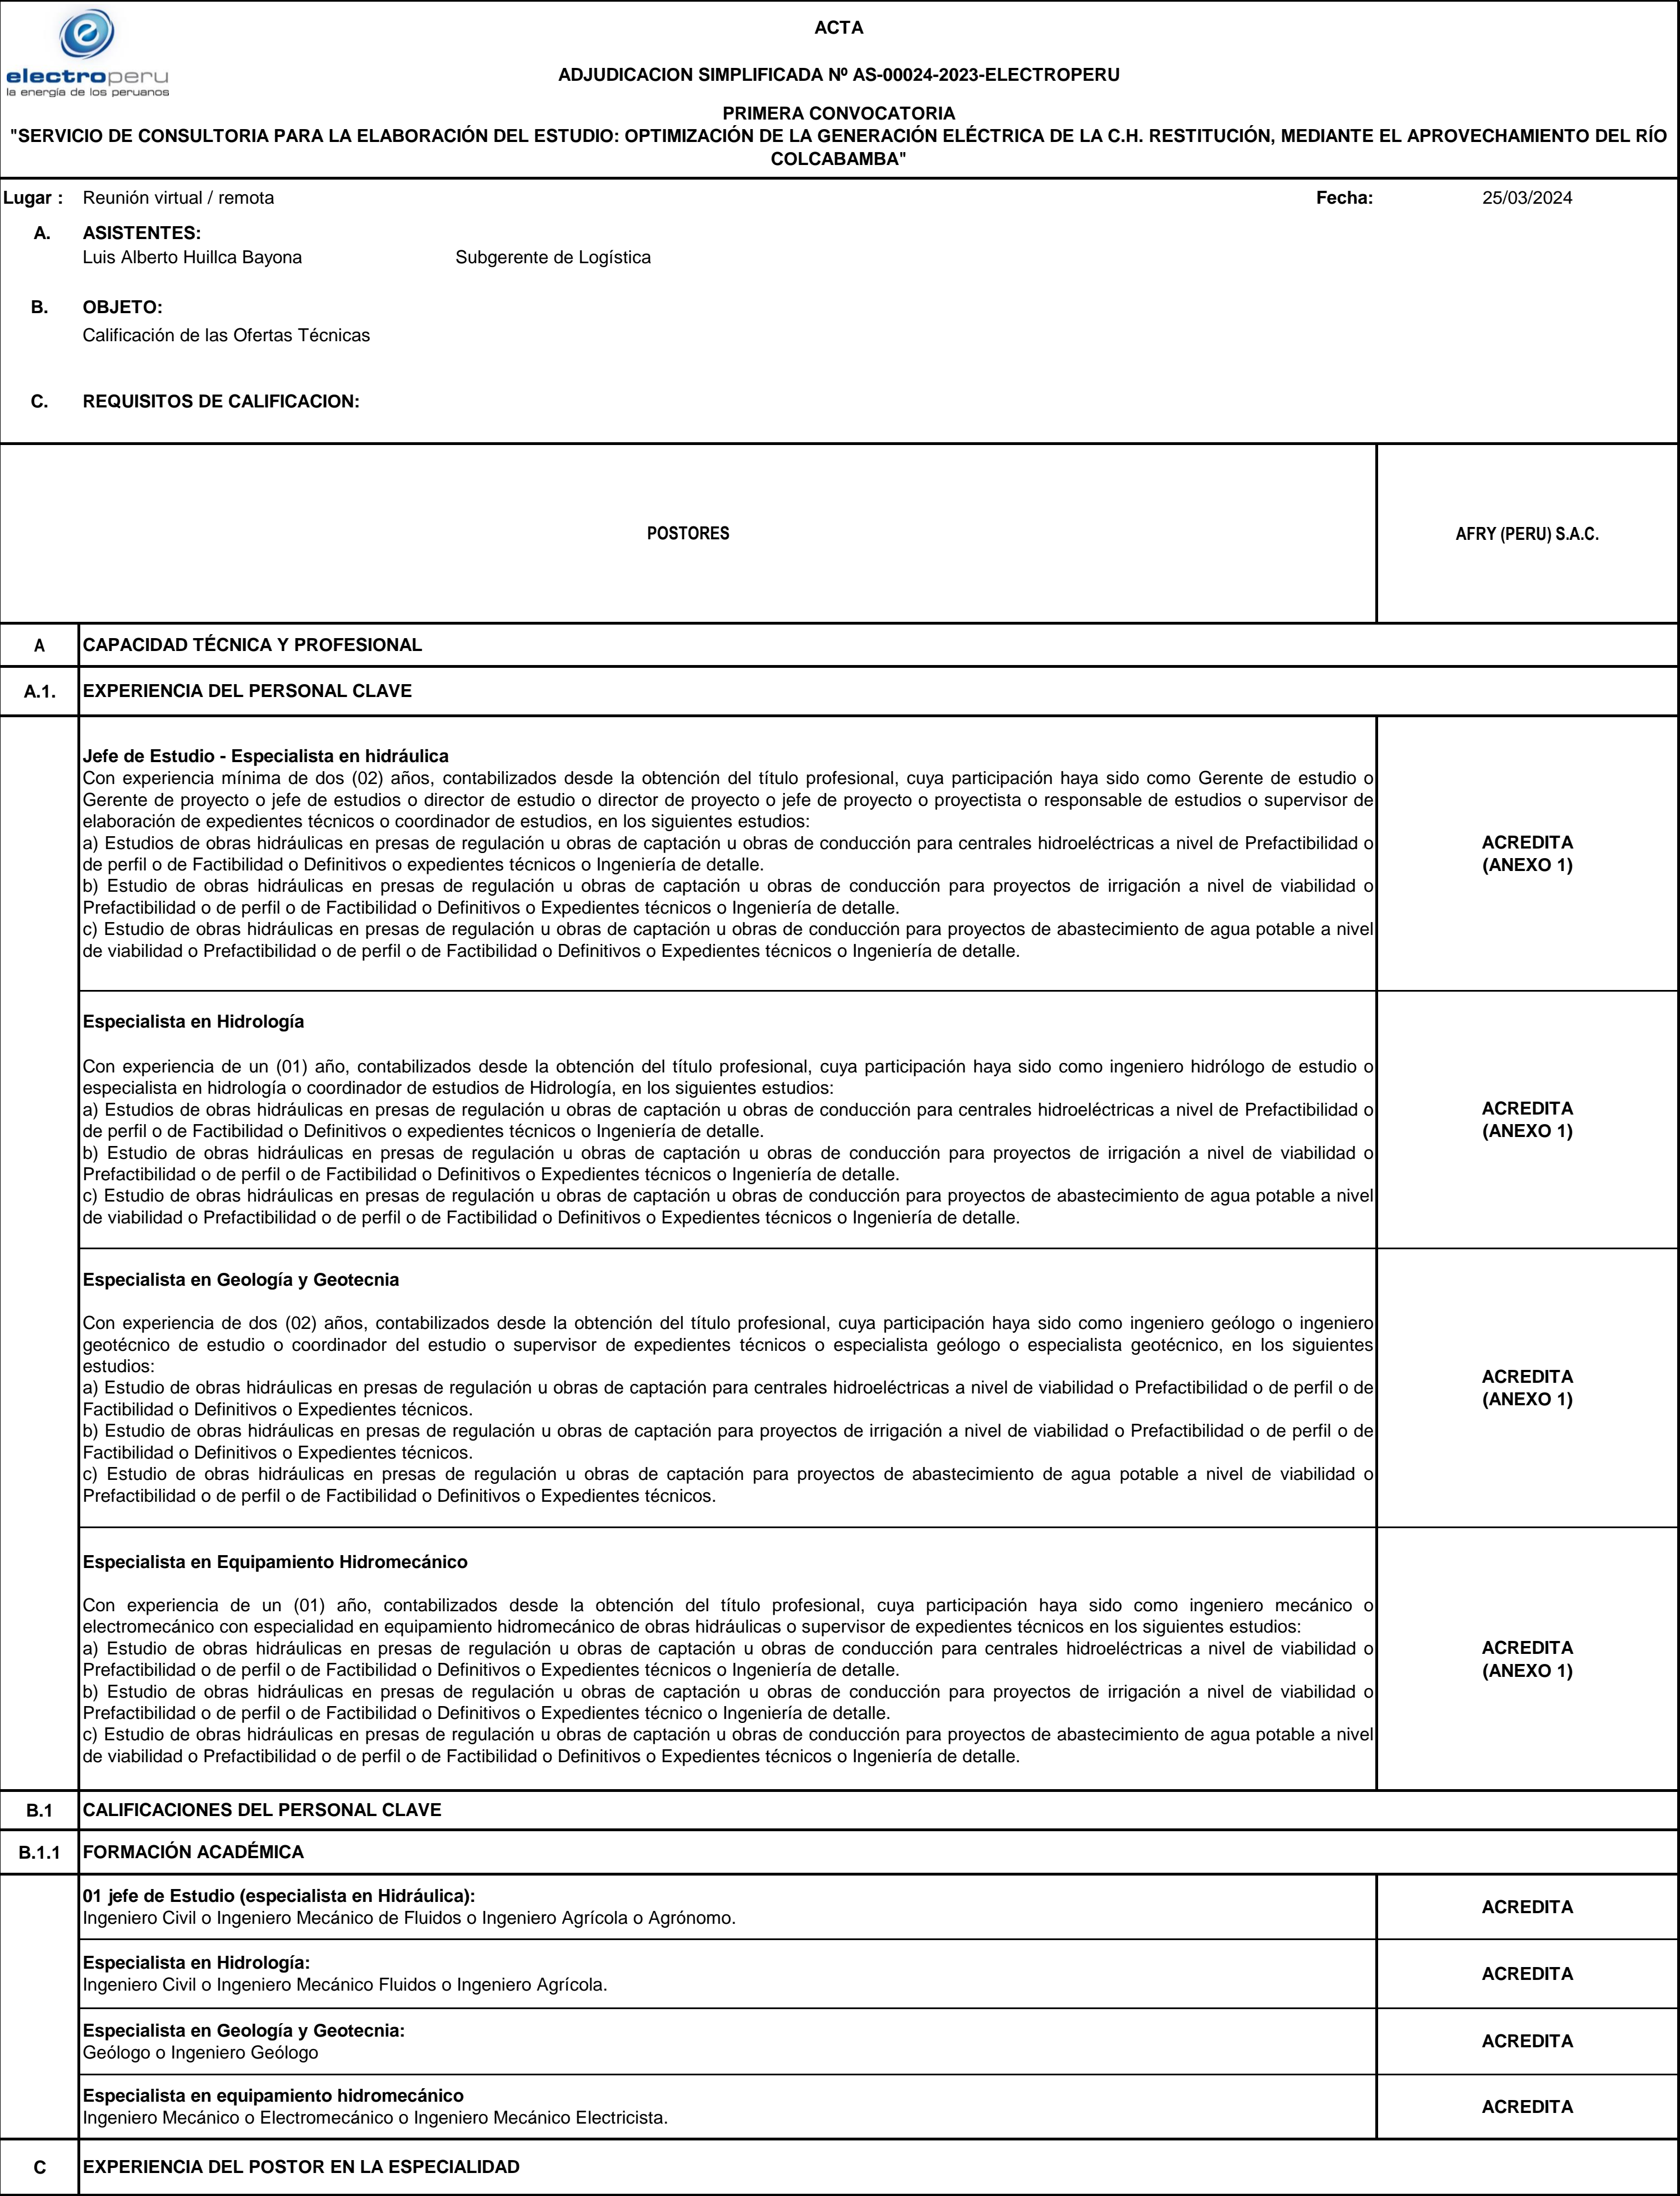 electroperu
la energía de los peruanos
ACTA
ADJUDICACION SIMPLIFICADA Nº AS-00024-2023-ELECTROPERU
PRIMERA CONVOCATORIA
"SERVICIO DE CONSULTORIA PARA LA ELABORACIÓN DEL ESTUDIO: OPTIMIZACIÓN DE LA GENERACIÓN ELÉCTRICA DE LA C.H. RESTITUCIÓN, MEDIANTE EL APROVECHAMIENTO DEL RÍO
COLCABAMBA"
Lugar : Reunión virtual / remota Fecha: 25/03/2024
A. ASISTENTES:
Luis Alberto Huillca Bayona Subgerente de Logística
B. OBJETO:
Calificación de las Ofertas Técnicas
C. REQUISITOS DE CALIFICACION:
POSTORES AFRY (PERU) S.A.C.
A CAPACIDAD TÉCNICA Y PROFESIONAL
A.1. EXPERIENCIA DEL PERSONAL CLAVE
Jefe de Estudio - Especialista en hidráulica
Con experiencia mínima de dos (02) años, contabilizados desde la obtención del título profesional, cuya participación haya sido como Gerente de estudio o
Gerente de proyecto o jefe de estudios o director de estudio o director de proyecto o jefe de proyecto o proyectista o responsable de estudios o supervisor de
elaboración de expedientes técnicos o coordinador de estudios, en los siguientes estudios:
a) Estudios de obras hidráulicas en presas de regulación u obras de captación u obras de conducción para centrales hidroeléctricas a nivel de Prefactibilidad o
de perfil o de Factibilidad o Definitivos o expedientes técnicos o Ingeniería de detalle.
b) Estudio de obras hidráulicas en presas de regulación u obras de captación u obras de conducción para proyectos de irrigación a nivel de viabilidad o
Prefactibilidad o de perfil o de Factibilidad o Definitivos o Expedientes técnicos o Ingeniería de detalle.
c) Estudio de obras hidráulicas en presas de regulación u obras de captación u obras de conducción para proyectos de abastecimiento de agua potable a nivel
de viabilidad o Prefactibilidad o de perfil o de Factibilidad o Definitivos o Expedientes técnicos o Ingeniería de detalle.
ACREDITA
(ANEXO 1)
Especialista en Hidrología
Con experiencia de un (01) año, contabilizados desde la obtención del título profesional, cuya participación haya sido como ingeniero hidrólogo de estudio o
especialista en hidrología o coordinador de estudios de Hidrología, en los siguientes estudios:
a) Estudios de obras hidráulicas en presas de regulación u obras de captación u obras de conducción para centrales hidroeléctricas a nivel de Prefactibilidad o
de perfil o de Factibilidad o Definitivos o expedientes técnicos o Ingeniería de detalle.
b) Estudio de obras hidráulicas en presas de regulación u obras de captación u obras de conducción para proyectos de irrigación a nivel de viabilidad o
Prefactibilidad o de perfil o de Factibilidad o Definitivos o Expedientes técnicos o Ingeniería de detalle.
c) Estudio de obras hidráulicas en presas de regulación u obras de captación u obras de conducción para proyectos de abastecimiento de agua potable a nivel
de viabilidad o Prefactibilidad o de perfil o de Factibilidad o Definitivos o Expedientes técnicos o Ingeniería de detalle.
ACREDITA
(ANEXO 1)
Especialista en Geología y Geotecnia
Con experiencia de dos (02) años, contabilizados desde la obtención del título profesional, cuya participación haya sido como ingeniero geólogo o ingeniero
geotécnico de estudio o coordinador del estudio o supervisor de expedientes técnicos o especialista geólogo o especialista geotécnico, en los siguientes
estudios:
a) Estudio de obras hidráulicas en presas de regulación u obras de captación para centrales hidroeléctricas a nivel de viabilidad o Prefactibilidad o de perfil o de
Factibilidad o Definitivos o Expedientes técnicos.
b) Estudio de obras hidráulicas en presas de regulación u obras de captación para proyectos de irrigación a nivel de viabilidad o Prefactibilidad o de perfil o de
Factibilidad o Definitivos o Expedientes técnicos.
c) Estudio de obras hidráulicas en presas de regulación u obras de captación para proyectos de abastecimiento de agua potable a nivel de viabilidad o
Prefactibilidad o de perfil o de Factibilidad o Definitivos o Expedientes técnicos.
ACREDITA
(ANEXO 1)
Especialista en Equipamiento Hidromecánico
Con experiencia de un (01) año, contabilizados desde la obtención del título profesional, cuya participación haya sido como ingeniero mecánico o
electromecánico con especialidad en equipamiento hidromecánico de obras hidráulicas o supervisor de expedientes técnicos en los siguientes estudios:
a) Estudio de obras hidráulicas en presas de regulación u obras de captación u obras de conducción para centrales hidroeléctricas a nivel de viabilidad o
Prefactibilidad o de perfil o de Factibilidad o Definitivos o Expedientes técnicos o Ingeniería de detalle.
b) Estudio de obras hidráulicas en presas de regulación u obras de captación u obras de conducción para proyectos de irrigación a nivel de viabilidad o
Prefactibilidad o de perfil o de Factibilidad o Definitivos o Expedientes técnico o Ingeniería de detalle.
c) Estudio de obras hidráulicas en presas de regulación u obras de captación u obras de conducción para proyectos de abastecimiento de agua potable a nivel
de viabilidad o Prefactibilidad o de perfil o de Factibilidad o Definitivos o Expedientes técnicos o Ingeniería de detalle.
ACREDITA
(ANEXO 1)
B.1 CALIFICACIONES DEL PERSONAL CLAVE
B.1.1 FORMACIÓN ACADÉMICA
01 jefe de Estudio (especialista en Hidráulica):
Ingeniero Civil o Ingeniero Mecánico de Fluidos o Ingeniero Agrícola o Agrónomo.
ACREDITA
Especialista en Hidrología:
Ingeniero Civil o Ingeniero Mecánico Fluidos o Ingeniero Agrícola.
ACREDITA
Especialista en Geología y Geotecnia:
Geólogo o Ingeniero Geólogo
ACREDITA
Especialista en equipamiento hidromecánico
Ingeniero Mecánico o Electromecánico o Ingeniero Mecánico Electricista.
ACREDITA
C EXPERIENCIA DEL POSTOR EN LA ESPECIALIDAD